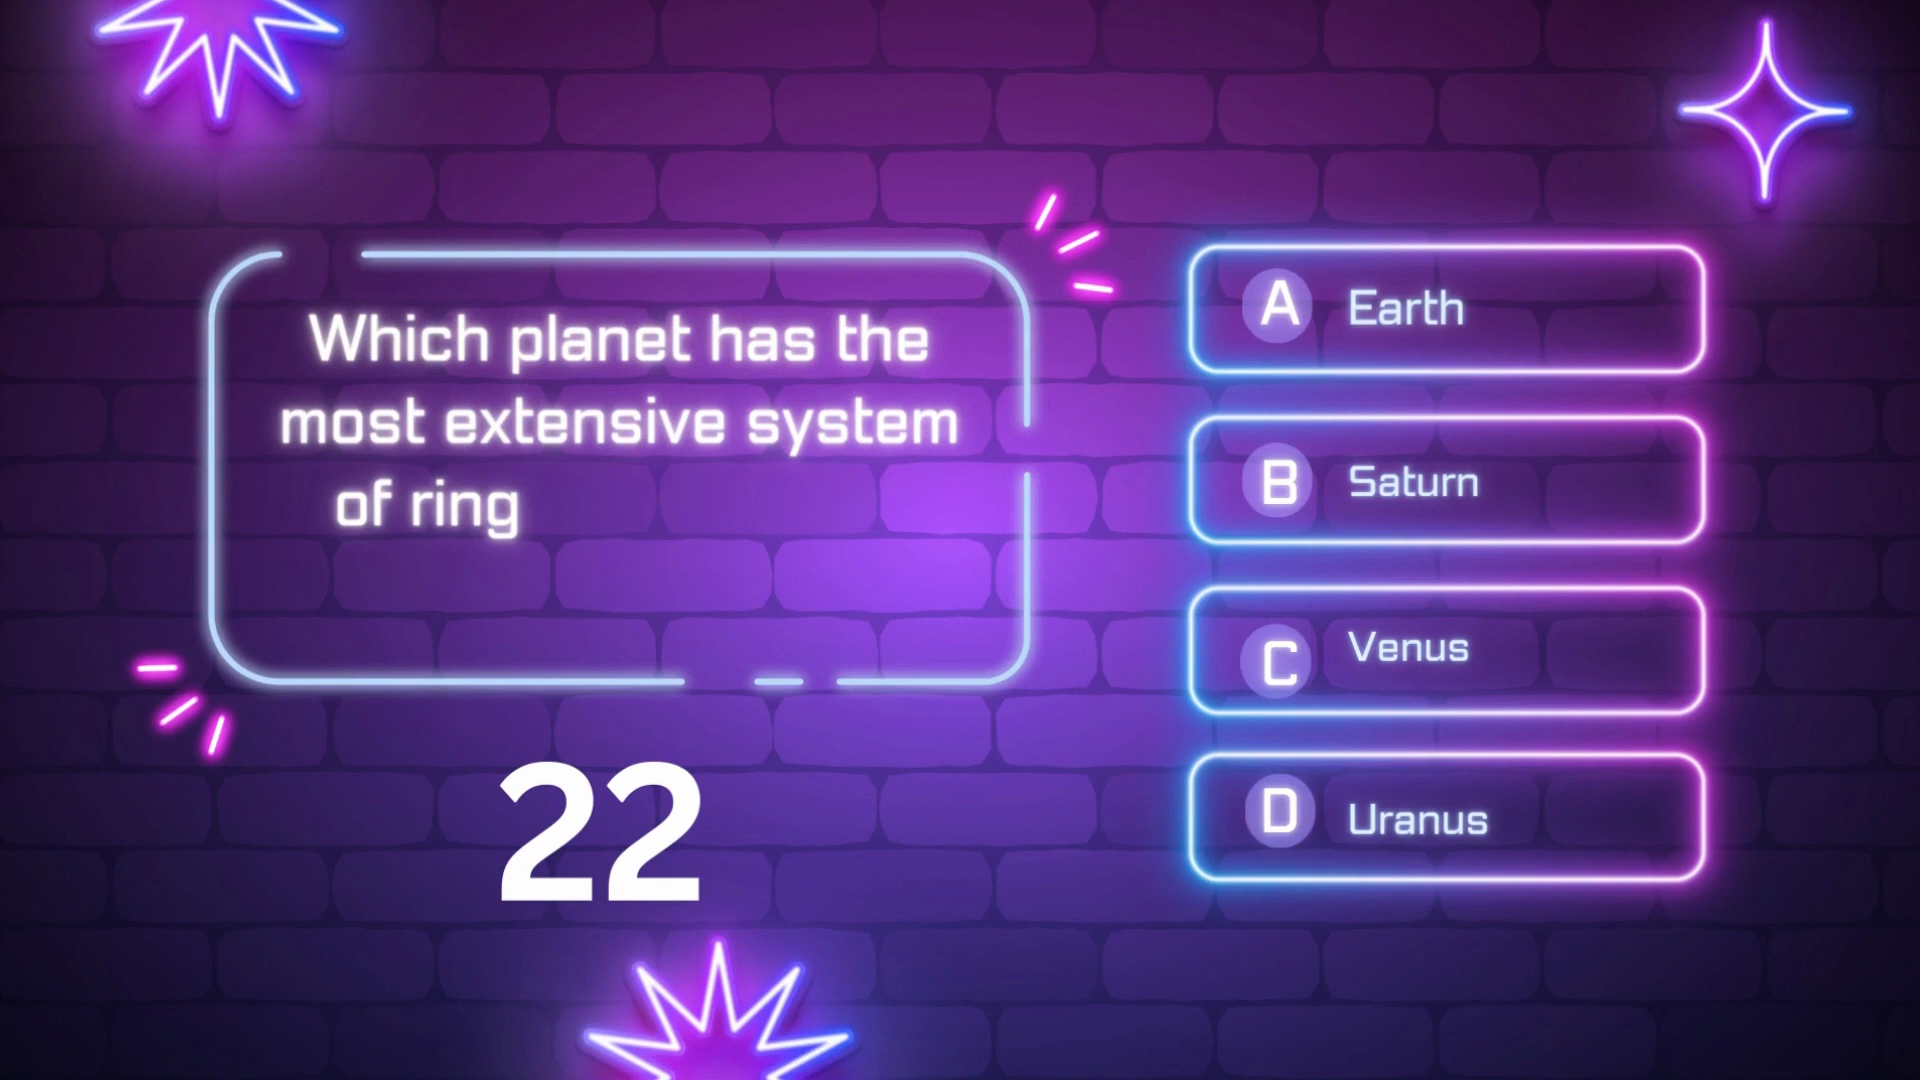 Which planet has the
most extensive system
of ring
22
A Earth
B Saturn
C Venus
D Uranus